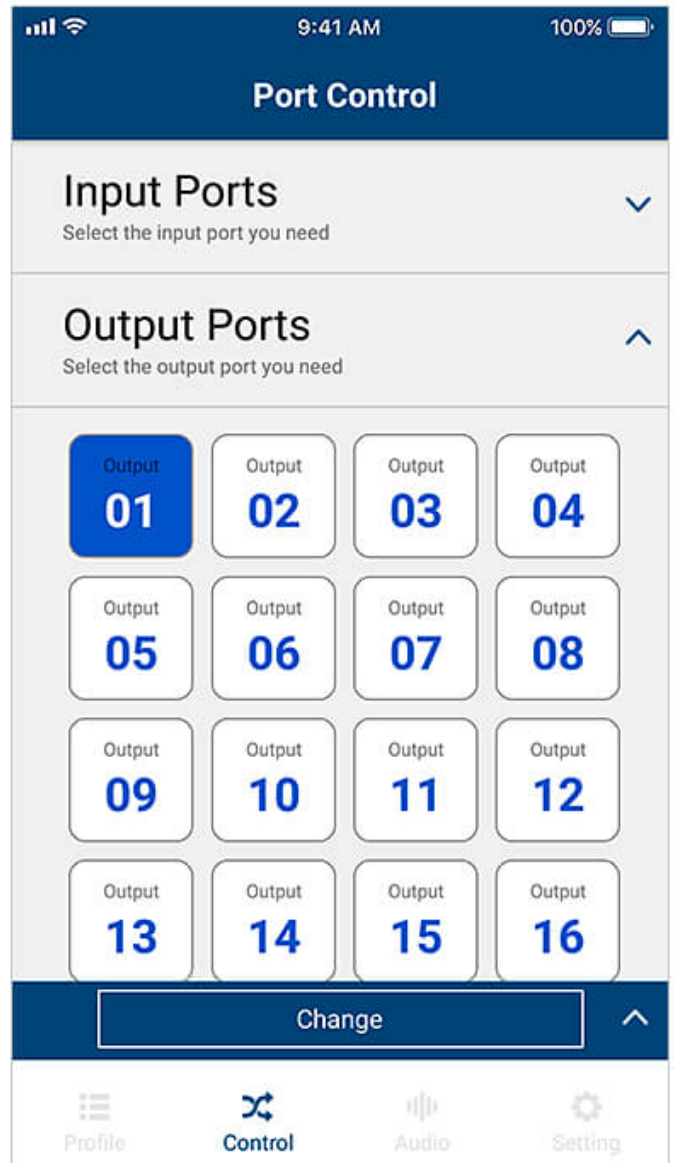 9:41 AM
100%
Port Control
Input Ports
Select the input port you need
Output Ports
Select the output port you need
Output Output Output Output
01 02 03 04
Output Output Output Output
05 06 07 08
Output Output Output Output
09 10 11 12
Output Output Output Output
13 14 15 16
Change
Profile Control Audio Setting